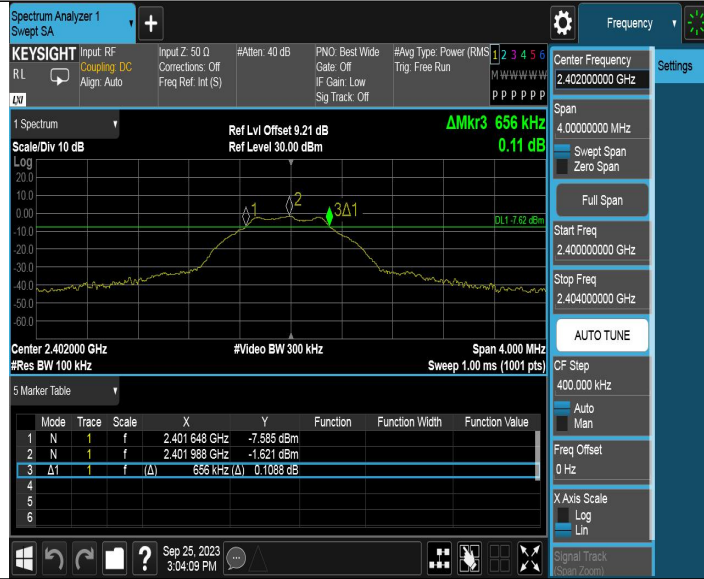 Spectrum Analyzer 1
Swept SA
+
Frequency
KEYSIGHT
R L
LXI
Input: RF
Coupling: DC
Align: Auto
Input Z: 50 Ω
Corrections: Off
Freq Ref: Int (S)
#Atten: 40 dB
PNO: Best Wide
Gate: Off
IF Gain: Low
Sig Track: Off
#Avg Type: Power (RMS
Trig: Free Run
1 2 3 4 5 6
M W W W W W
P P P P P P
Center Frequency
2.402000000 GHz
Settings
Span
4.00000000 MHz
Swept Span
Zero Span
Full Span
Start Freq
2.400000000 GHz
Stop Freq
2.404000000 GHz
AUTO TUNE
CF Step
400.000 kHz
Auto
Man
Freq Offset
0 Hz
X Axis Scale
Log
Lin
Signal Track
(Span Zoom)
1 Spectrum
Scale/Div 10 dB
Ref Lvl Offset 9.21 dB
Ref Level 30.00 dBm
ΔMkr3 656 kHz
0.11 dB
Log
20.0
10.0
0.00
-10.0
-20.0
-30.0
-40.0
-50.0
-60.0
1
2
3Δ1
DL1 -7.62 dBm
Center 2.402000 GHz
#Res BW 100 kHz
#Video BW 300 kHz
Span 4.000 MHz
Sweep 1.00 ms (1001 pts)
5 Marker Table
Mode Trace Scale X Y Function Function Width Function Value
1 N 1 f 2.401 648 GHz -7.585 dBm
2 N 1 f 2.401 988 GHz -1.621 dBm
3 Δ1 1 f (Δ) 656 kHz (Δ) 0.1088 dB
4
5
6
?
Sep 25, 2023
3:04:09 PM